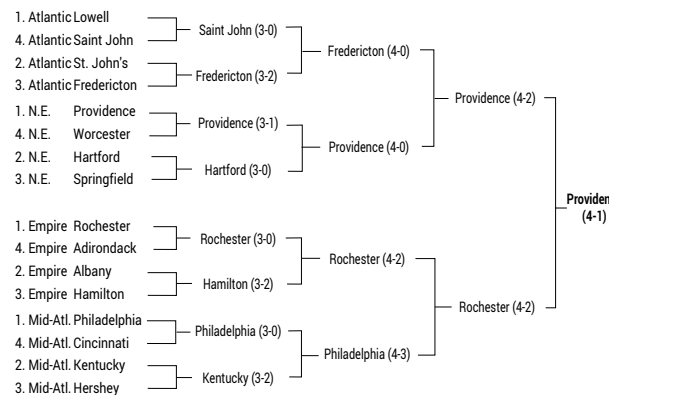 1. Atlantic Lowell
4. Atlantic Saint John
Saint John (3-0)
2. Atlantic St. John's
3. Atlantic Fredericton
Fredericton (3-2)
Fredericton (4-0)
1. N.E. Providence
4. N.E. Worcester
Providence (3-1)
2. N.E. Hartford
3. N.E. Springfield
Hartford (3-0)
Providence (4-0)
Providence (4-2)
1. Empire Rochester
4. Empire Adirondack
Rochester (3-0)
2. Empire Albany
3. Empire Hamilton
Hamilton (3-2)
Rochester (4-2)
1. Mid-Atl. Philadelphia
4. Mid-Atl. Cincinnati
Philadelphia (3-0)
2. Mid-Atl. Kentucky
3. Mid-Atl. Hershey
Kentucky (3-2)
Philadelphia (4-3)
Rochester (4-2)
Providen
(4-1)